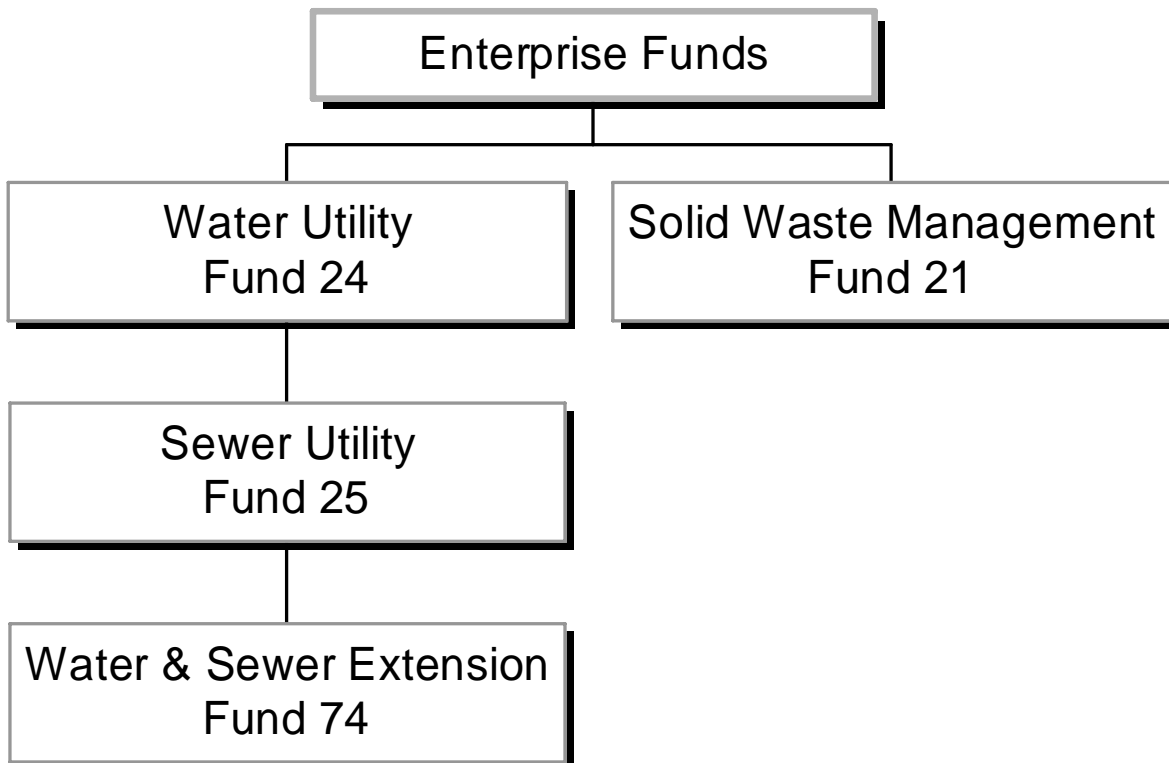 Enterprise Funds
Water Utility
Fund 24
Solid Waste Management
Fund 21
Sewer Utility
Fund 25
Water & Sewer Extension
Fund 74